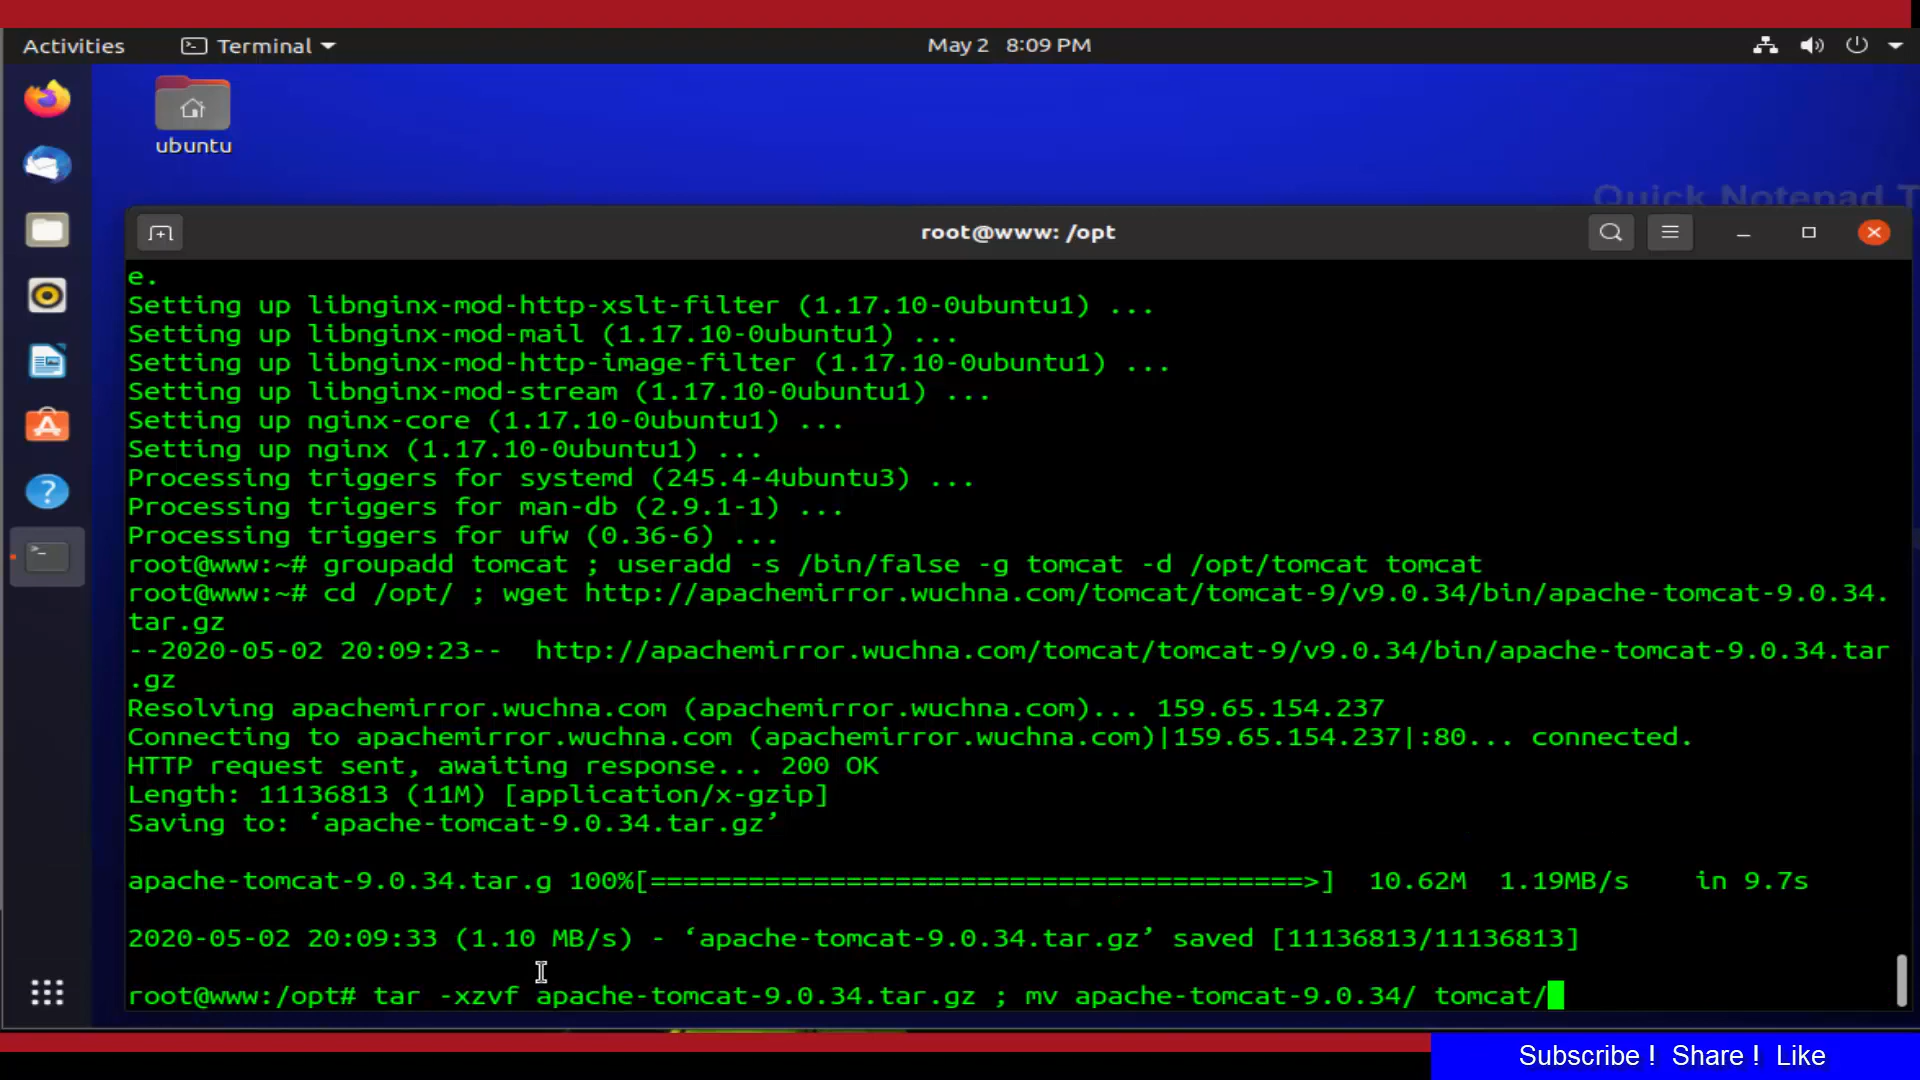 Activities
Terminal
May 2 8:09 PM
ubuntu
Quick Notepad T
root@www: /opt
e.
Setting up libnginx-mod-http-xslt-filter (1.17.10-0ubuntu1) ...
Setting up libnginx-mod-mail (1.17.10-0ubuntu1) ...
Setting up libnginx-mod-http-image-filter (1.17.10-0ubuntu1) ...
Setting up libnginx-mod-stream (1.17.10-0ubuntu1) ...
Setting up nginx-core (1.17.10-0ubuntu1) ...
Setting up nginx (1.17.10-0ubuntu1) ...
Processing triggers for systemd (245.4-4ubuntu3) ...
Processing triggers for man-db (2.9.1-1) ...
Processing triggers for ufw (0.36-6) ...
root@www:~# groupadd tomcat ; useradd -s /bin/false -g tomcat -d /opt/tomcat tomcat
root@www:~# cd /opt/ ; wget http://apachemirror.wuchna.com/tomcat/tomcat-9/v9.0.34/bin/apache-tomcat-9.0.34.
tar.gz
--2020-05-02 20:09:23--  http://apachemirror.wuchna.com/tomcat/tomcat-9/v9.0.34/bin/apache-tomcat-9.0.34.tar
.gz
Resolving apachemirror.wuchna.com (apachemirror.wuchna.com)... 159.65.154.237
Connecting to apachemirror.wuchna.com (apachemirror.wuchna.com)|159.65.154.237|:80... connected.
HTTP request sent, awaiting response... 200 OK
Length: 11136813 (11M) [application/x-gzip]
Saving to: ‘apache-tomcat-9.0.34.tar.gz’
apache-tomcat-9.0.34.tar.g 100%[========================================>]  10.62M  1.19MB/s    in 9.7s
2020-05-02 20:09:33 (1.10 MB/s) - ‘apache-tomcat-9.0.34.tar.gz’ saved [11136813/11136813]
root@www:/opt# tar -xzvf apache-tomcat-9.0.34.tar.gz ; mv apache-tomcat-9.0.34/ tomcat/
Subscribe ! Share ! Like